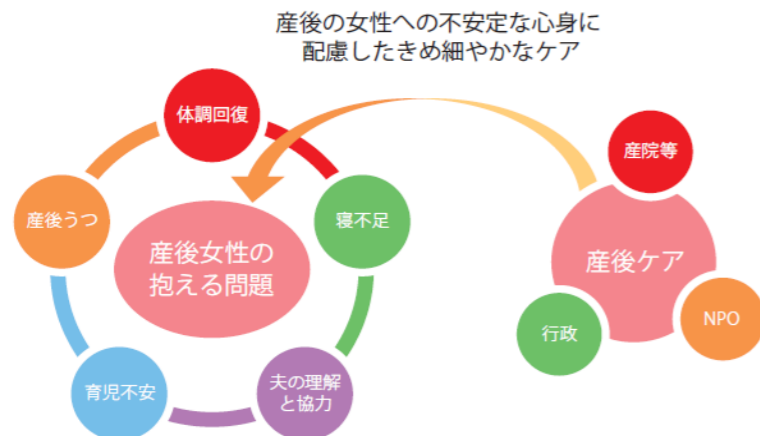 産後の女性への不安定な心身に
配慮したきめ細やかなケア
体調回復
産後うつ
寝不足
産後女性の
抱える問題
育児不安
夫の理解
と協力
産院等
産後ケア
行政
NPO